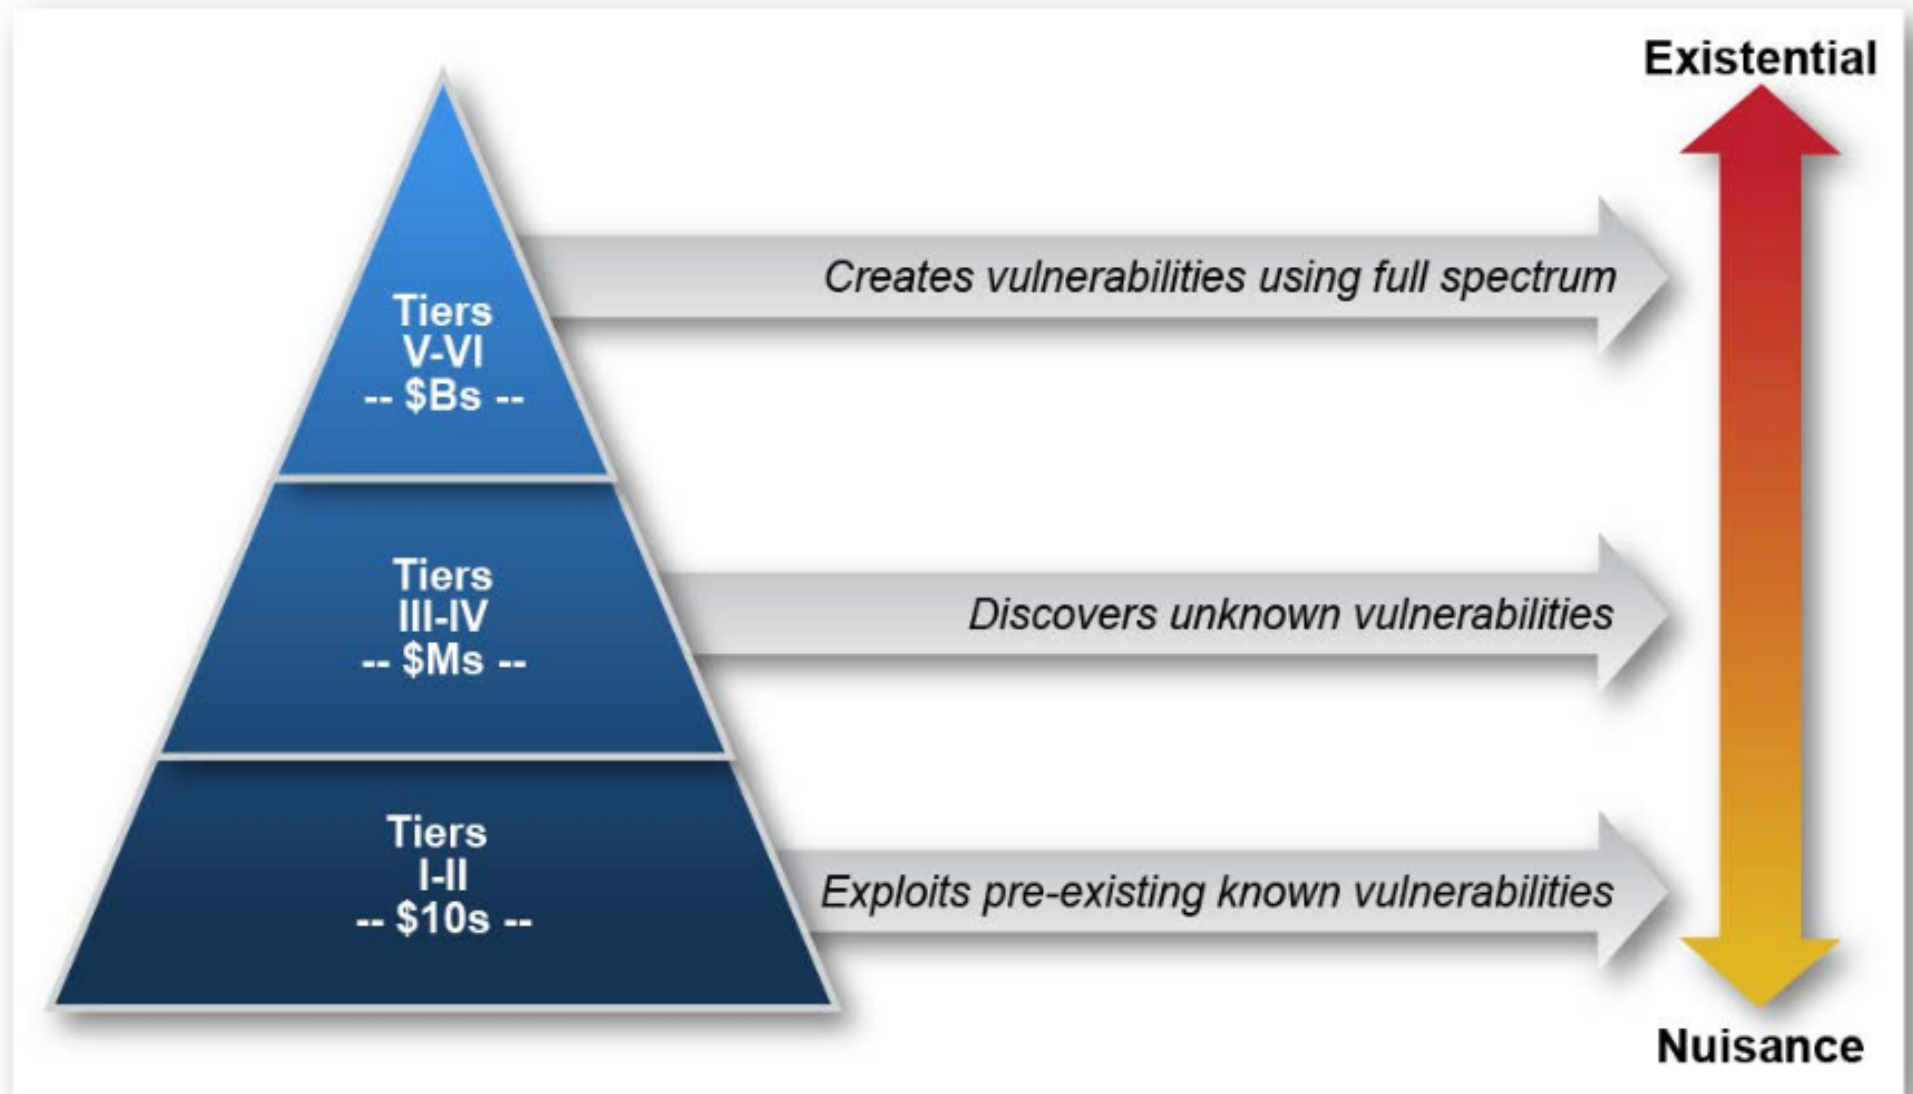 Existential
Creates vulnerabilities using full spectrum
Tiers
V-VI
-- $Bs --
Tiers
III-IV
-- $Ms --
Discovers unknown vulnerabilities
Tiers
I-II
-- $10s --
Exploits pre-existing known vulnerabilities
Nuisance